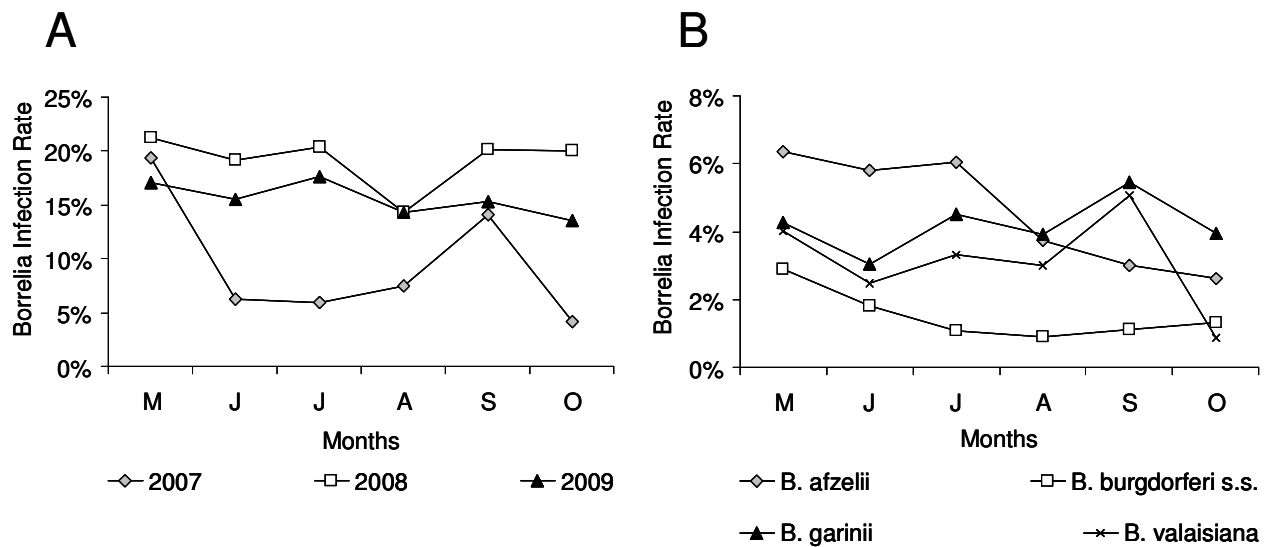 A
B
Borrelia Infection Rate
25%
20%
15%
10%
5%
0%
M J J A S O
Months
2007 2008 2009
Borrelia Infection Rate
8%
6%
4%
2%
0%
M J J A S O
Months
B. afzelii B. burgdorferi s.s.
B. garinii B. valaisiana